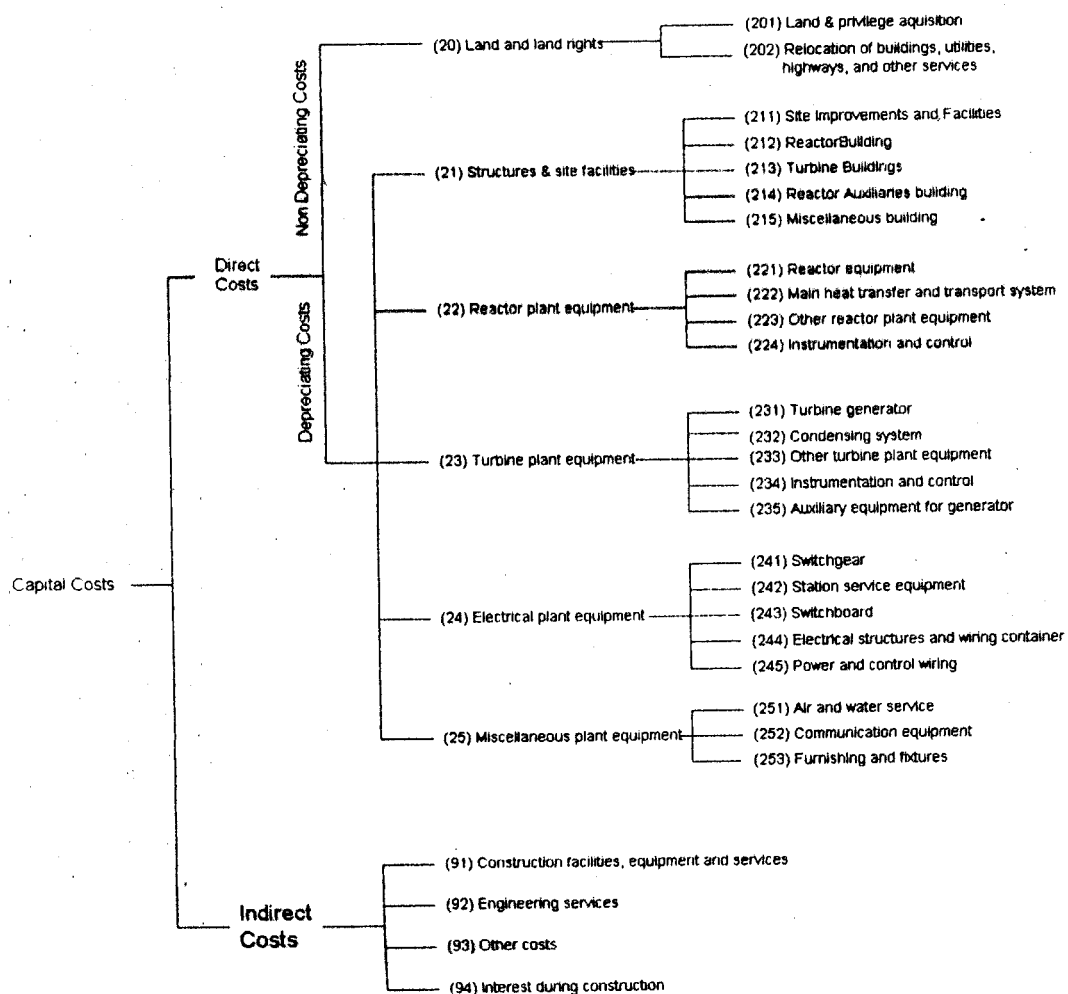 (201) Land & privilege aquisition
(20) Land and land rights
(202) Relocation of buildings, utilities,
highways, and other services
Non Depreciating Costs
(211) Site Improvements and Facilities
(212) ReactorBuilding
(21) Structures & site facilities
(213) Turbine Buildings
(214) Reactor Auxiliaries building
(215) Miscellaneous building
Direct
Costs
(221) Reactor equipment
(22) Reactor plant equipment
(222) Main heat transfer and transport system
(223) Other reactor plant equipment
(224) Instrumentation and control
Depreciating Costs
(231) Turbine generator
(232) Condensing system
(23) Turbine plant equipment
(233) Other turbine plant equipment
(234) Instrumentation and control
(235) Auxiliary equipment for generator
Capital Costs
(241) Switchgear
(242) Station service equipment
(24) Electrical plant equipment
(243) Switchboard
(244) Electrical structures and wiring container
(245) Power and control wiring
(251) Air and water service
(25) Miscellaneous plant equipment
(252) Communication equipment
(253) Furnishing and fixtures
Indirect
Costs
(91) Construction facilities, equipment and services
(92) Engineering services
(93) Other costs
(94) Interest during construction